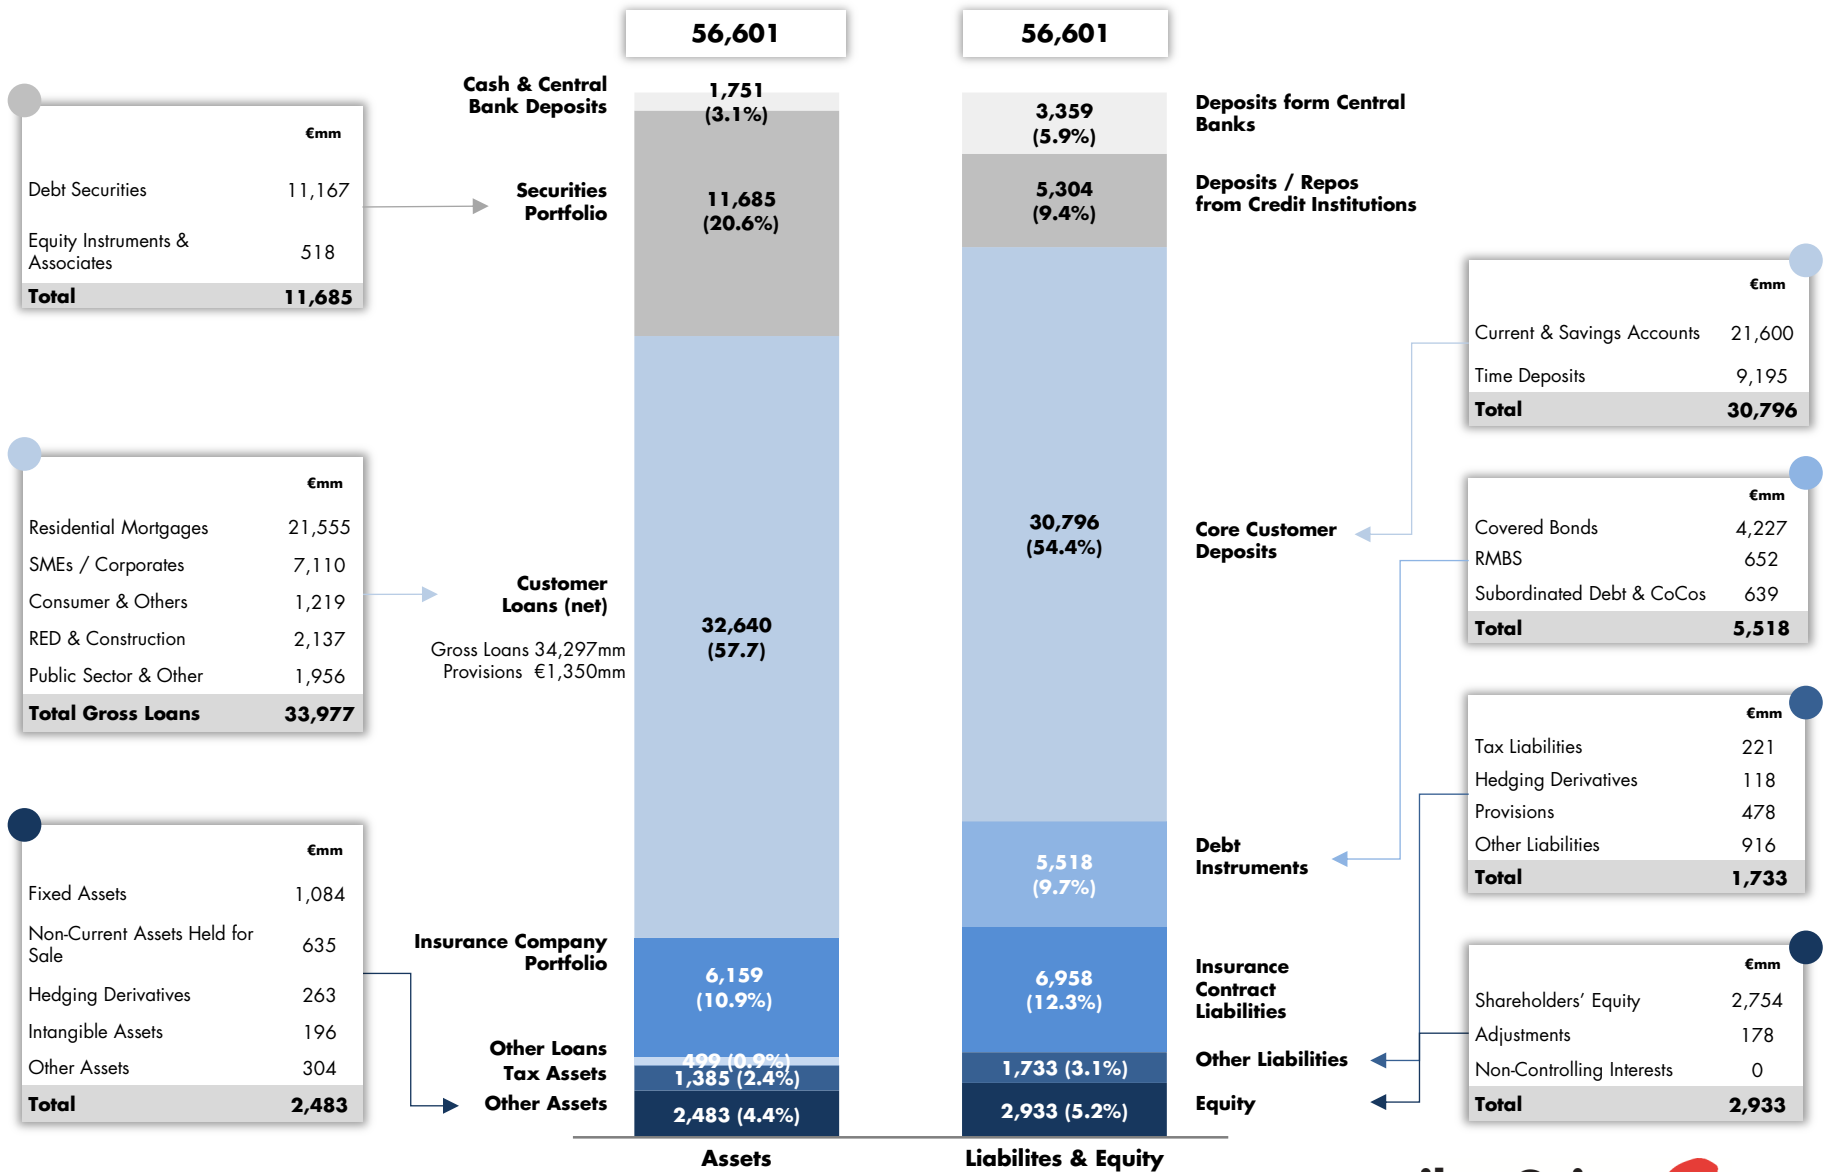 56,601
56,601
Cash & Central
Bank Deposits
1,751
(3.1%)
3,359
(5.9%)
Deposits form Central
Banks
€mm
Debt Securities 11,167
Equity Instruments &
Associates 518
Total 11,685
Securities
Portfolio
11,685
(20.6%)
5,304
(9.4%)
Deposits / Repos
from Credit Institutions
€mm
Current & Savings Accounts 21,600
Time Deposits 9,195
Total 30,796
€mm
Residential Mortgages 21,555
SMEs / Corporates 7,110
Consumer & Others 1,219
RED & Construction 2,137
Public Sector & Other 1,956
Total Gross Loans 33,977
Customer
Loans (net)
Gross Loans 34,297mm
Provisions €1,350mm
32,640
(57.7)
30,796
(54.4%)
Core Customer
Deposits
€mm
Covered Bonds 4,227
RMBS 652
Subordinated Debt & CoCos 639
Total 5,518
5,518
(9.7%)
Debt
Instruments
€mm
Tax Liabilities 221
Hedging Derivatives 118
Provisions 478
Other Liabilities 916
Total 1,733
€mm
Fixed Assets 1,084
Non-Current Assets Held for
Sale 635
Hedging Derivatives 263
Intangible Assets 196
Other Assets 304
Total 2,483
Insurance Company
Portfolio
6,159
(10.9%)
6,958
(12.3%)
Insurance
Contract
Liabilities
€mm
Shareholders’ Equity 2,754
Adjustments 178
Non-Controlling Interests 0
Total 2,933
Other Loans
499 (0.9%)
Tax Assets
1,385 (2.4%)
1,733 (3.1%)
Other Liabilities
Other Assets
2,483 (4.4%)
2,933 (5.2%)
Equity
Assets
Liabilites & Equity